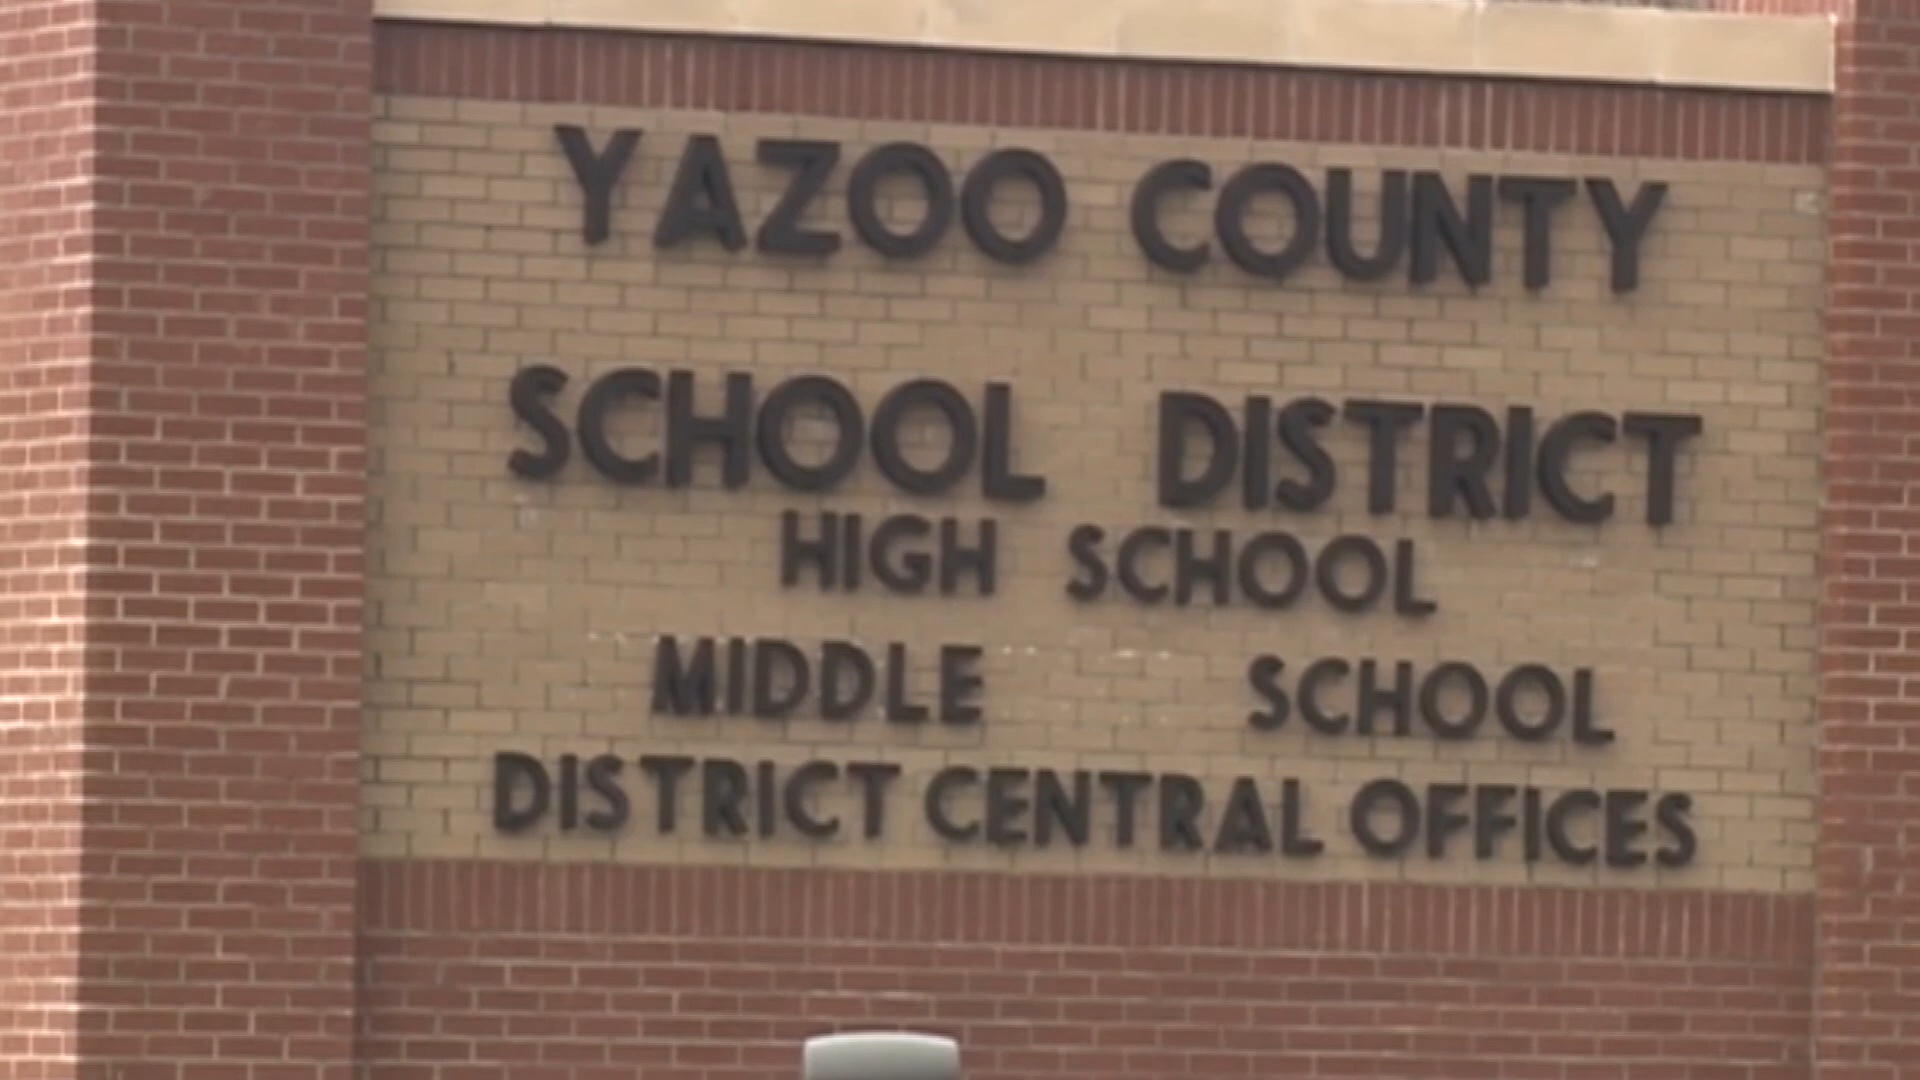 YAZOO COUNTY
SCHOOL DISTRICT
HIGH SCHOOL
MIDDLE SCHOOL
DISTRICT CENTRAL OFFICES